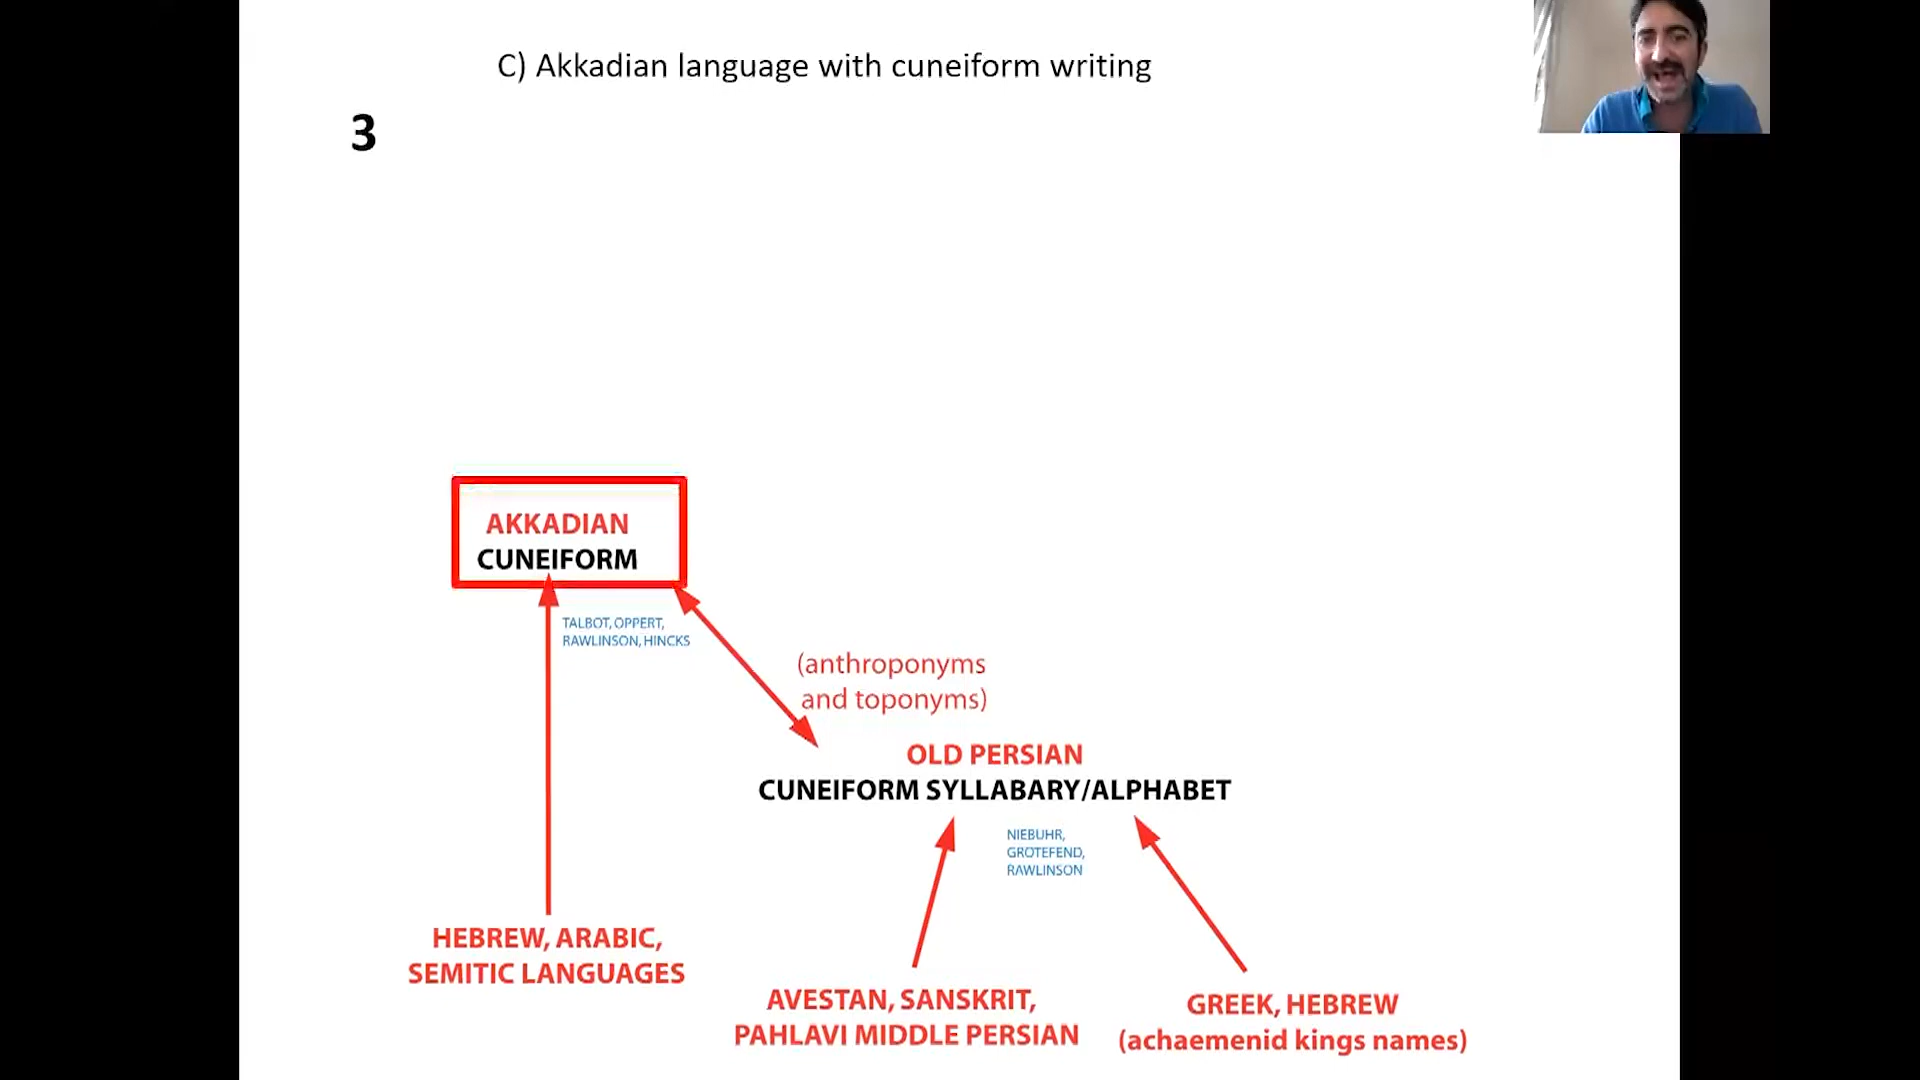 C) Akkadian language with cuneiform writing
3
AKKADIAN
CUNEIFORM
TALBOT, OPPERT,
RAWLINSON, HINCKS
(anthroponyms
and toponyms)
OLD PERSIAN
CUNEIFORM SYLLABARY/ALPHABET
NIEBUHR,
GROTEFEND,
RAWLINSON
HEBREW, ARABIC,
SEMITIC LANGUAGES
AVESTAN, SANSKRIT,
PAHLAVI MIDDLE PERSIAN
GREEK, HEBREW
(achaemenid kings names)